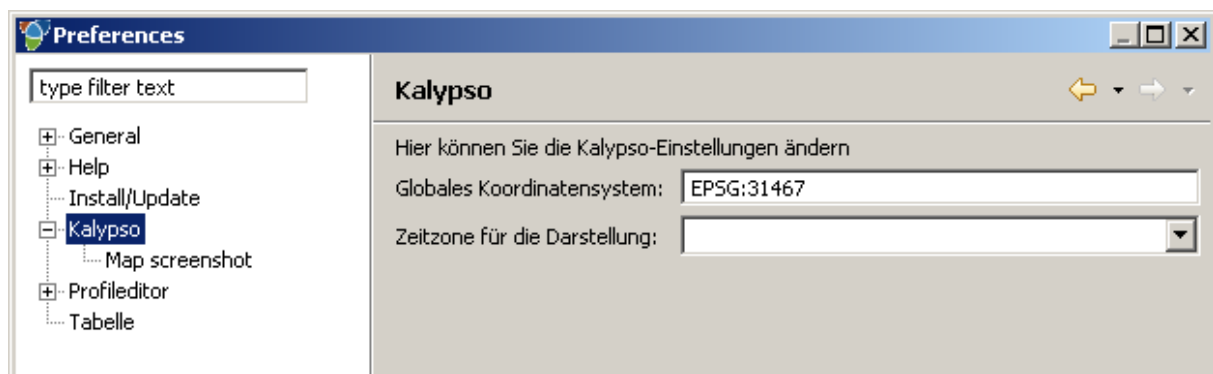 Preferences
type filter text
General
Help
Install/Update
Kalypso
Map screenshot
Profileditor
Tabelle
Kalypso
Hier können Sie die Kalypso-Einstellungen ändern
Globales Koordinatensystem: EPSG:31467
Zeitzone für die Darstellung: